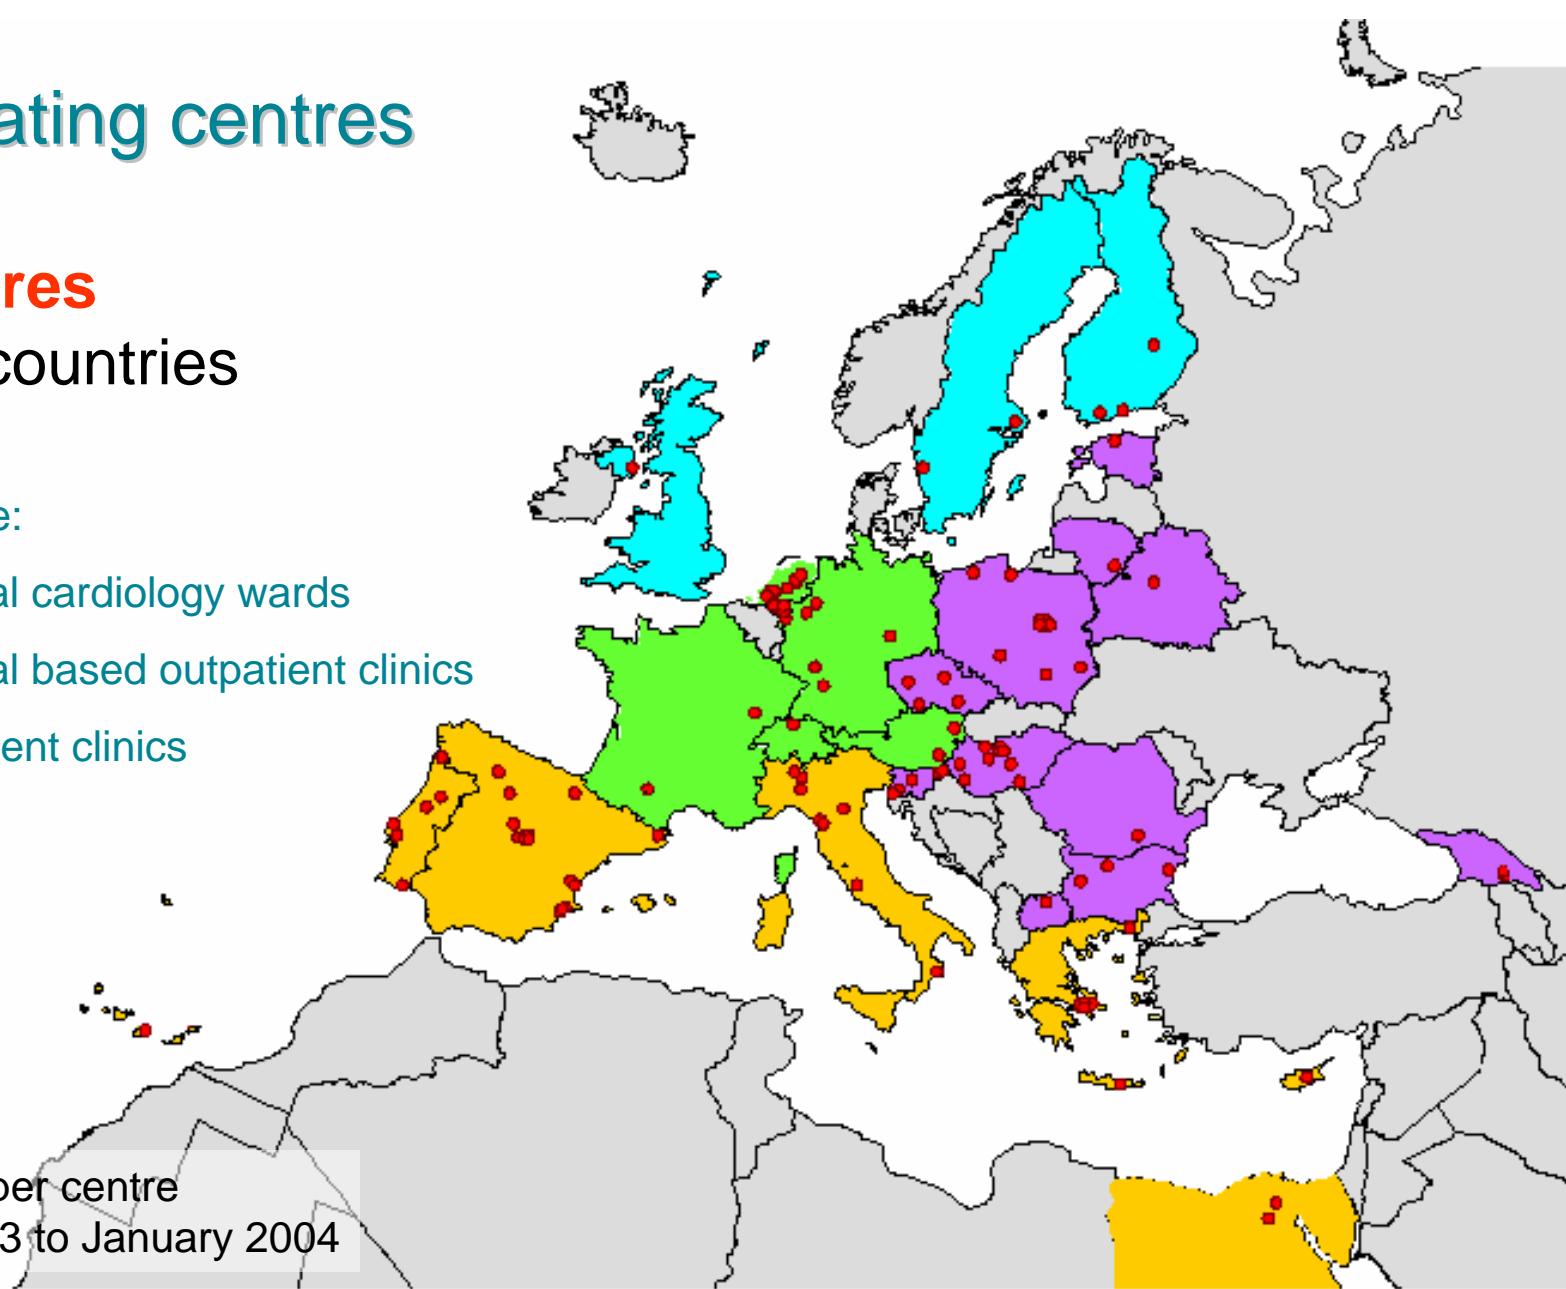 ating centres
res
countries
e:
al cardiology wards
al based outpatient clinics
ent clinics
per centre
3 to January 2004